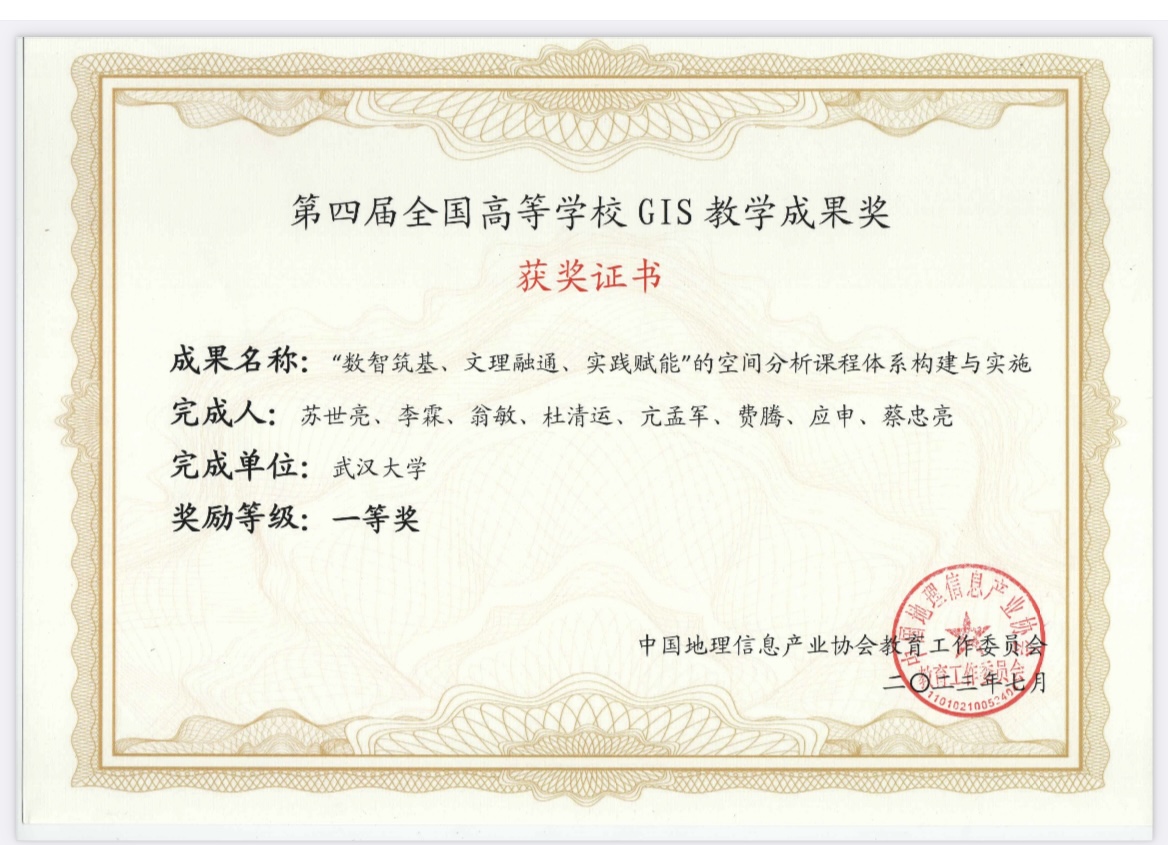 第四届全国高等学校 GIS 教学成果奖
获奖证书
成果名称：“数智筑基、文理融通、实践赋能”的空间分析课程体系构建与实施
完成人：苏世亮、李霖、翁敏、杜清运、亢孟军、费腾、应申、蔡忠亮
完成单位：武汉大学
奖励等级：一等奖
中国地理信息产业协会
中国地理信息产业协会教育工作委员会
教育工作委员会
二〇二三年七月